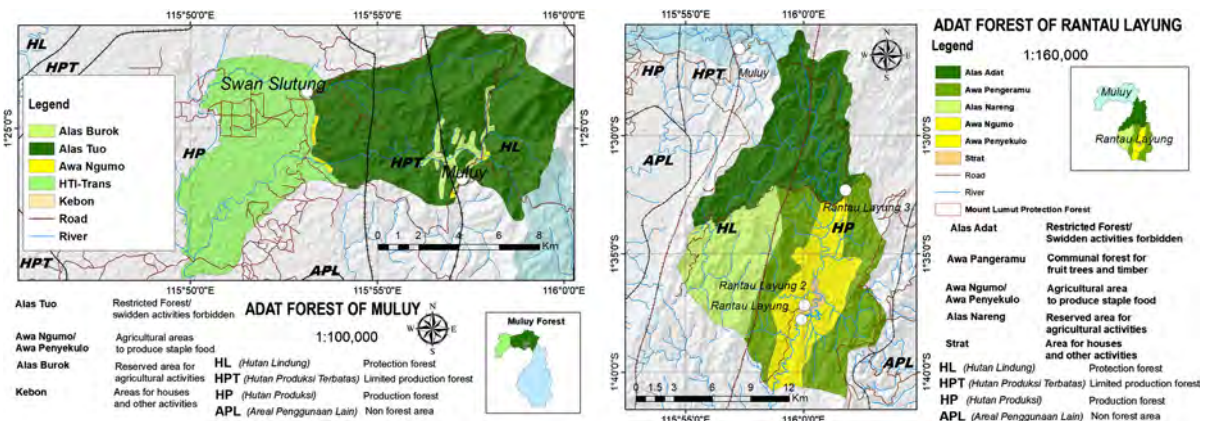 115°50'0"E 115°55'0"E 116°0'0"E
HL
HPT
Swan Slutung
Legend
Alas Burok
Alas Tuo
Awa Ngumo
HTI-Trans
Kebon
Road
River
1°25'0"S
1°25'0"S
HP
HPT
HL
Muluy
0 1 2 4 6 8
Km
HPT
APL
115°50'0"E 115°55'0"E 116°0'0"E
ADAT FOREST OF MULUY
N
W E
S
1:100,000
Alas Tuo Restricted Forest/
swidden activities forbidden
Awa Ngumo/ Agricultural areas
Awa Penyekulo to produce staple food
Alas Burok Reserved area for
agricultural activities
Kebon Areas for houses
and other activities
HL (Hutan Lindung) Protection forest
HPT (Hutan Produksi Terbatas) Limited production forest
HP (Hutan Produksi) Production forest
APL (Areal Penggunaan Lain) Non forest area
Muluy Forest
115°55'0"E 116°0'0"E
HP
HPT
Muluy
N
W E
S
APL
1°30'0"S
1°30'0"S
Rantau Layung 3
HL
HP
1°35'0"S
1°35'0"S
Rantau Layung 2
Rantau Layung
APL
1°40'0"S
1°40'0"S
0 1.5 3 6 9 12
Km
115°55'0"E 116°0'0"E
ADAT FOREST OF RANTAU LAYUNG
Legend
1:160,000
Alas Adat
Awa Pengeramu
Alas Nareng
Awa Ngumo
Awa Penyekulo
Strat
Road
River
Mount Lumut Protection Forest
Muluy
Rantau Layung
Alas Adat Restricted Forest/
Swidden activities forbidden
Awa Pangeramu Communal forest for
fruit trees and timber
Awa Ngumo/ Agricultural area
Awa Penyekulo to produce staple food
Alas Nareng Reserved area for
agricultural activities
Strat Area for houses
and other activities
HL (Hutan Lindung) Protection forest
HPT (Hutan Produksi Terbatas) Limited production forest
HP (Hutan Produksi) Production forest
APL (Areal Penggunaan Lain) Non forest area